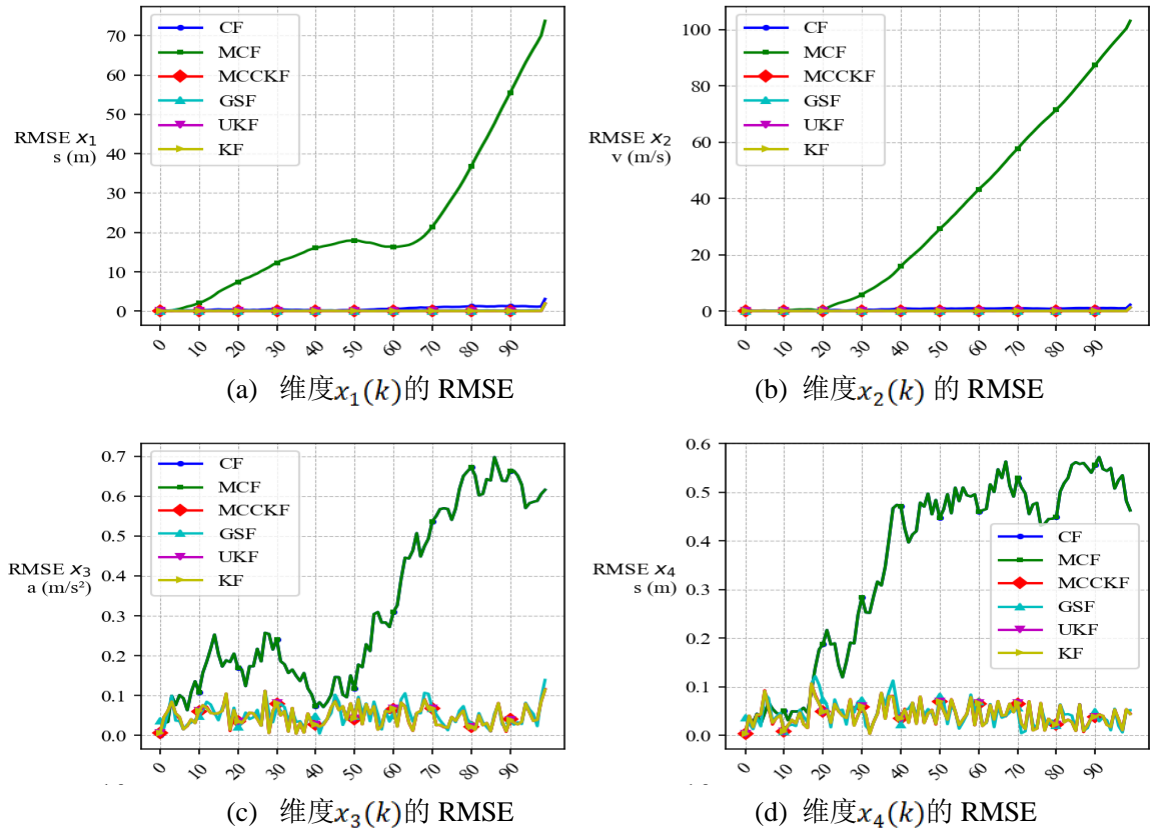 CF
MCF
MCCKF
GSF
UKF
KF
RMSE x₁
s (m)
70
60
50
40
30
20
10
0
0 10 20 30 40 50 60 70 80 90
(a) 维度x₁(k)的 RMSE
CF
MCF
MCCKF
GSF
UKF
KF
RMSE x₂
v (m/s)
100
80
60
40
20
0
0 10 20 30 40 50 60 70 80 90
(b) 维度x₂(k) 的 RMSE
CF
MCF
MCCKF
GSF
UKF
KF
RMSE x₃
a (m/s²)
0.7
0.6
0.5
0.4
0.3
0.2
0.1
0.0
0 10 20 30 40 50 60 70 80 90
(c) 维度x₃(k)的 RMSE
CF
MCF
MCCKF
GSF
UKF
KF
RMSE x₄
s (m)
0.6
0.5
0.4
0.3
0.2
0.1
0.0
0 10 20 30 40 50 60 70 80 90
(d) 维度x₄(k)的 RMSE